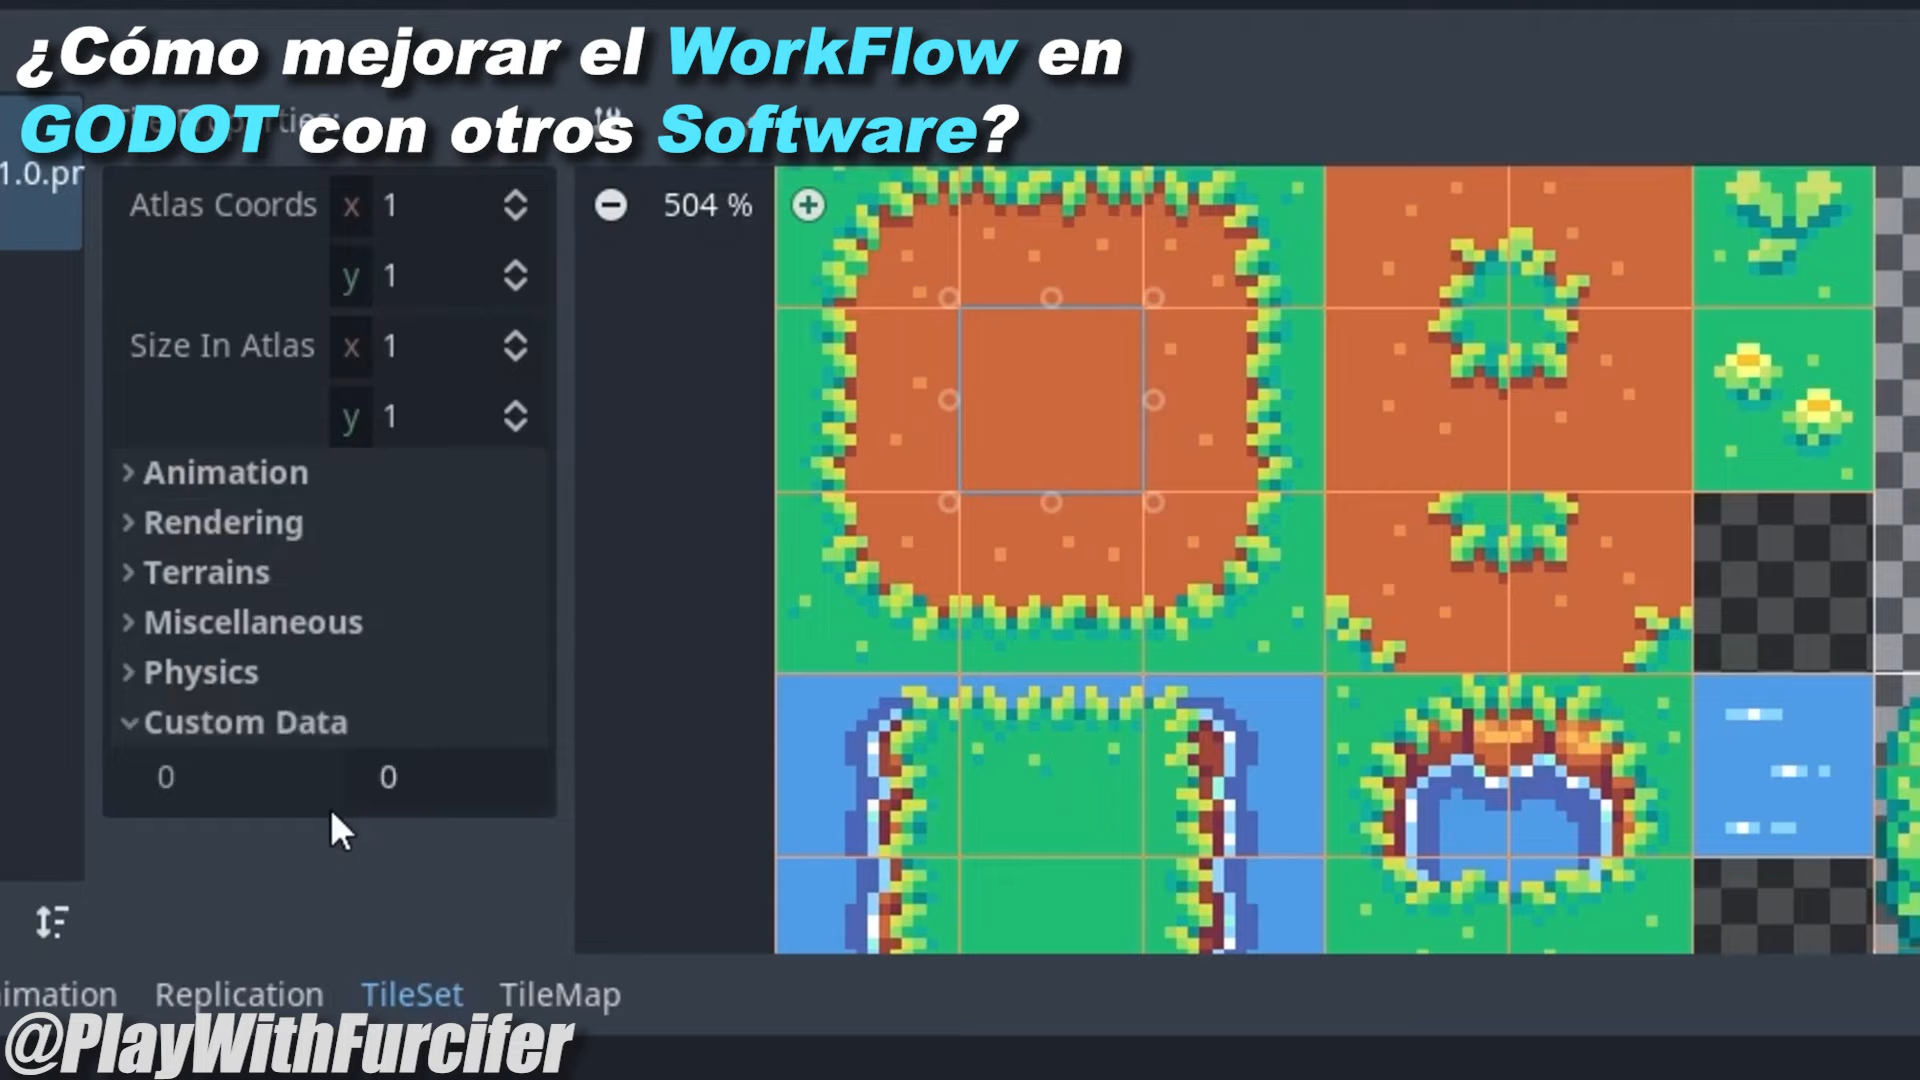 ¿Cómo mejorar el WorkFlow en
GODOT con otros Software?
1.0.pr
Atlas Coords x 1
y 1
Size In Atlas x 1
y 1
504 %
> Animation
> Rendering
> Terrains
> Miscellaneous
> Physics
Custom Data
0 0
imation Replication TileSet TileMap
@PlayWithFurcifer